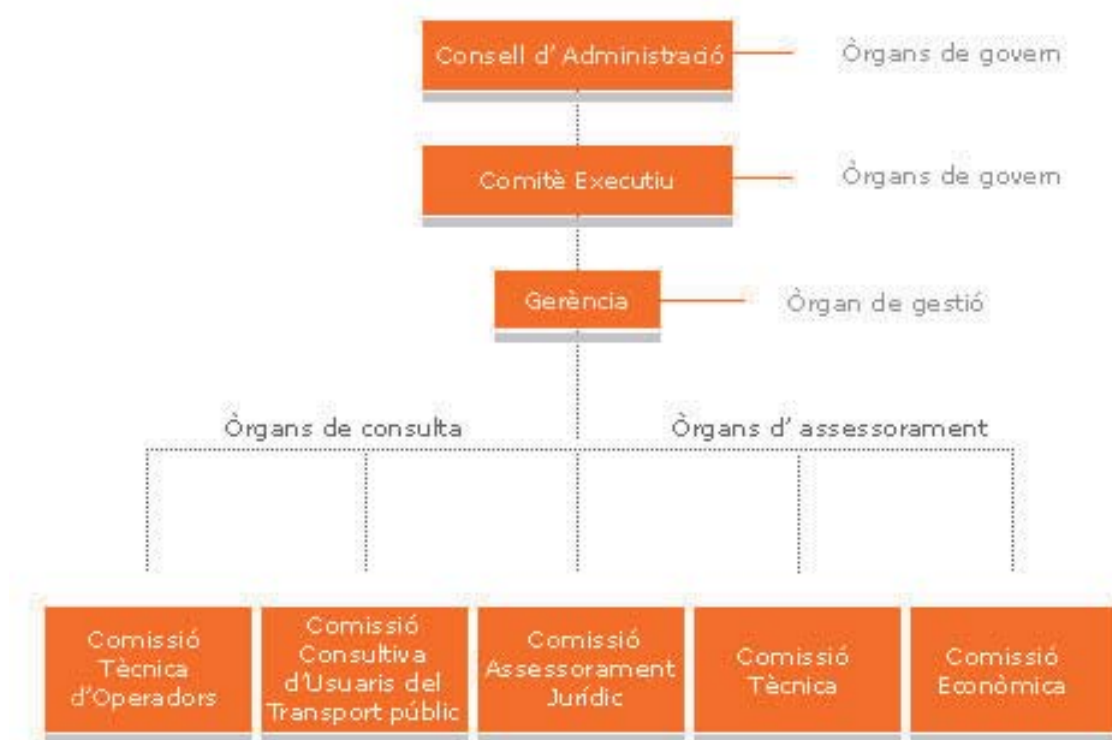 Consell d' Administració
Òrgans de govern
Comitè Executiu
Òrgans de govern
Gerència
Òrgan de gestió
Òrgans de consulta
Òrgans d' assessorament
Comissió
Tècnica
d'Operadors
Comissió
Consultiva
d'Usuaris del
Transport públic
Comissió
Assessorament
Jurídic
Comissió
Tècnica
Comissió
Econòmica